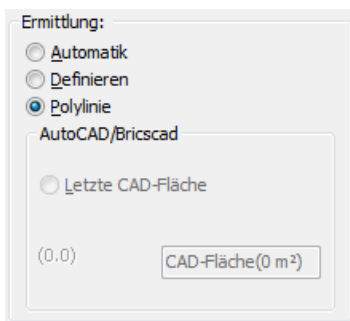 Ermittlung:
Automatik
Definieren
Polylinie
AutoCAD/Bricscad
Letzte CAD-Fläche
(0,0)
CAD-Fläche(0 m²)